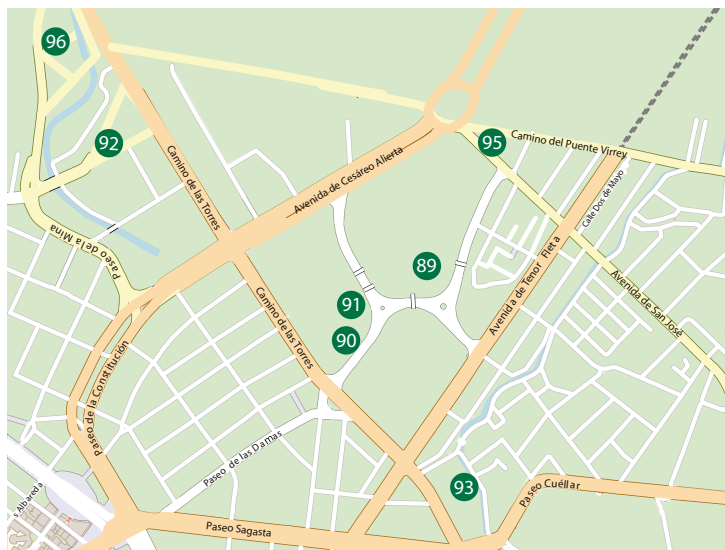 96
92
95
Camino del Puente Virrey
Camino de las Torres
Avenida de Cesáreo Alierta
Calle Dos de Mayo
Paseo de la Mina
89
Avenida de Tenor Fleta
Avenida de San José
91
Camino de las Torres
90
Paseo de la Constitución
Paseo de las Damas
93
Paseo Cuéllar
Albareda
Paseo Sagasta